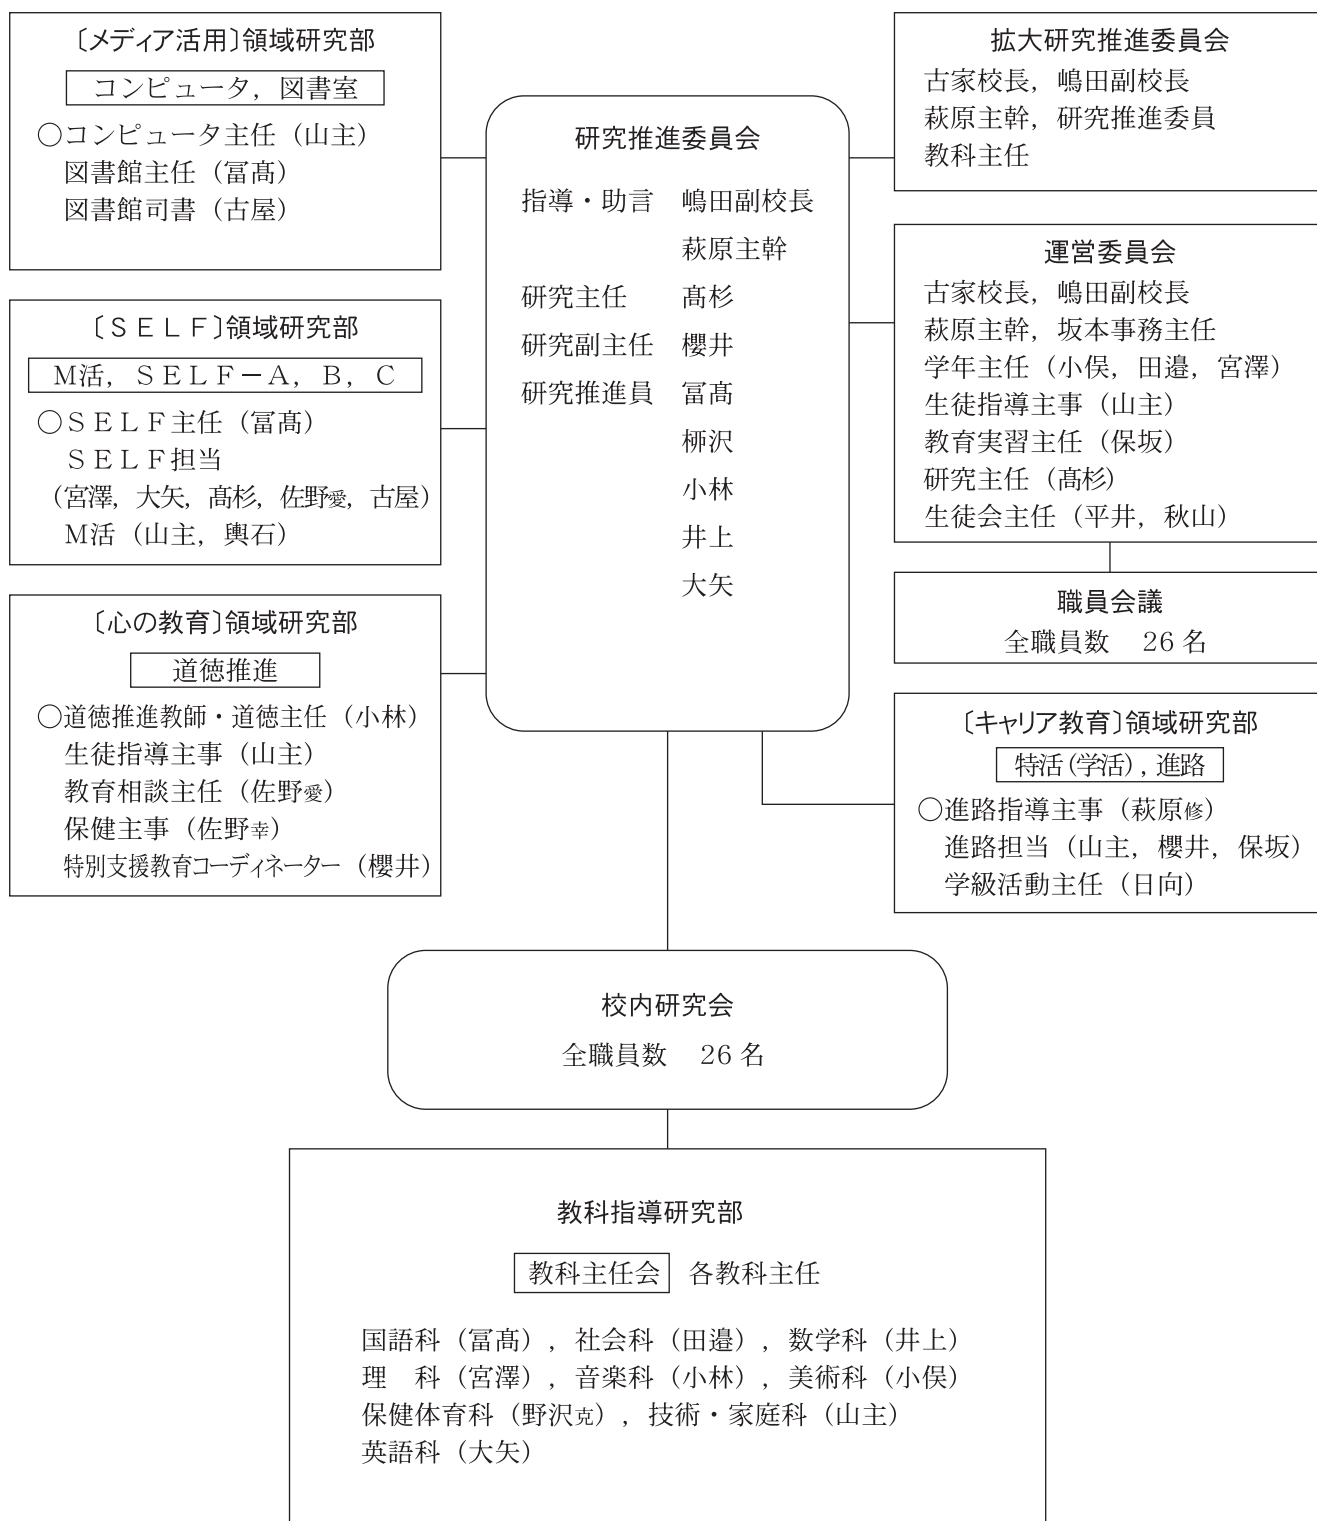 〔メディア活用〕領域研究部
コンピュータ，図書室
○コンピュータ主任（山主）
図書館主任（冨髙）
図書館司書（古屋）
〔ＳＥＬＦ〕領域研究部
Ｍ活，ＳＥＬＦ－Ａ，Ｂ，Ｃ
○ＳＥＬＦ主任（冨髙）
ＳＥＬＦ担当
（宮澤，大矢，髙杉，佐野愛，古屋）
Ｍ活（山主，輿石）
〔心の教育〕領域研究部
道徳推進
○道徳推進教師・道徳主任（小林）
生徒指導主事（山主）
教育相談主任（佐野愛）
保健主事（佐野幸）
特別支援教育コーディネーター（櫻井）
研究推進委員会
指導・助言　嶋田副校長
萩原主幹
研究主任　髙杉
研究副主任　櫻井
研究推進員　冨髙
栁沢
小林
井上
大矢
拡大研究推進委員会
古家校長，嶋田副校長
萩原主幹，研究推進委員
教科主任
運営委員会
古家校長，嶋田副校長
萩原主幹，坂本事務主任
学年主任（小俣，田邉，宮澤）
生徒指導主事（山主）
教育実習主任（保坂）
研究主任（髙杉）
生徒会主任（平井，秋山）
職員会議
全職員数　26名
〔キャリア教育〕領域研究部
特活（学活），進路
○進路指導主事（萩原修）
進路担当（山主，櫻井，保坂）
学級活動主任（日向）
校内研究会
全職員数　26名
教科指導研究部
教科主任会　各教科主任
国語科（冨髙），社会科（田邉），数学科（井上）
理　科（宮澤），音楽科（小林），美術科（小俣）
保健体育科（野沢克），技術・家庭科（山主）
英語科（大矢）